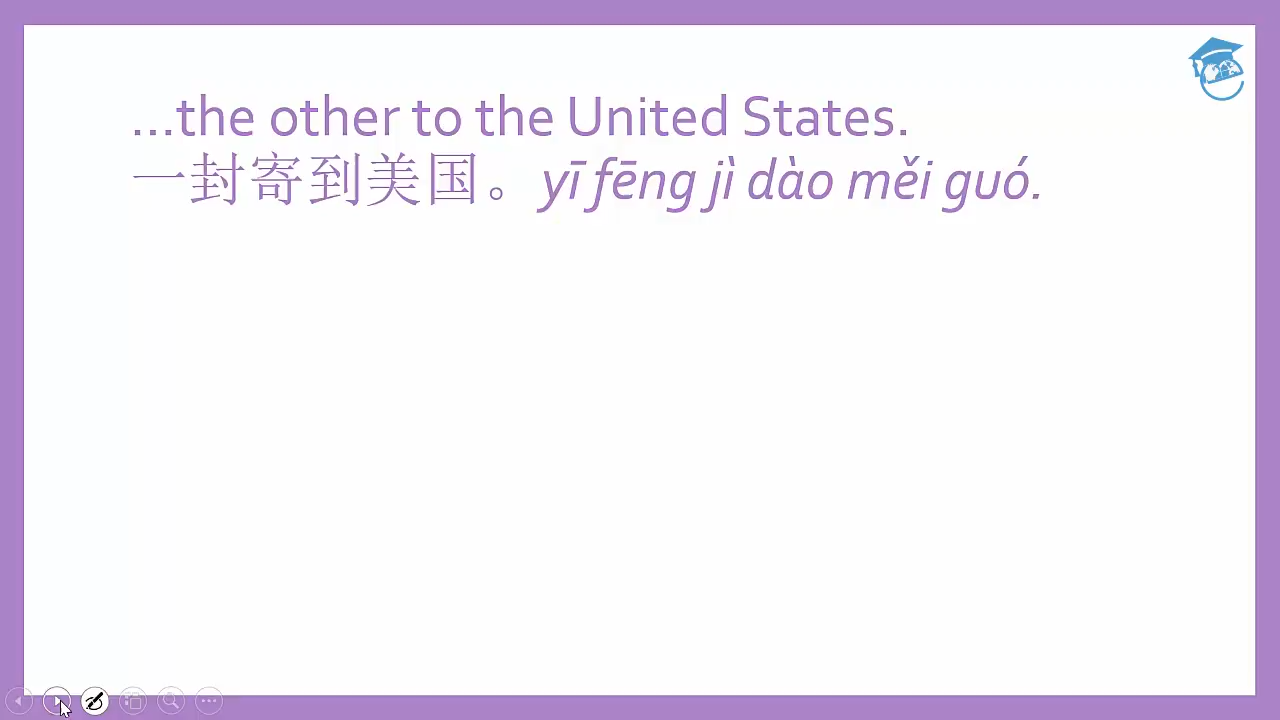 ...the other to the United States.
一封寄到美国。yī fēng jì dào měi guó.